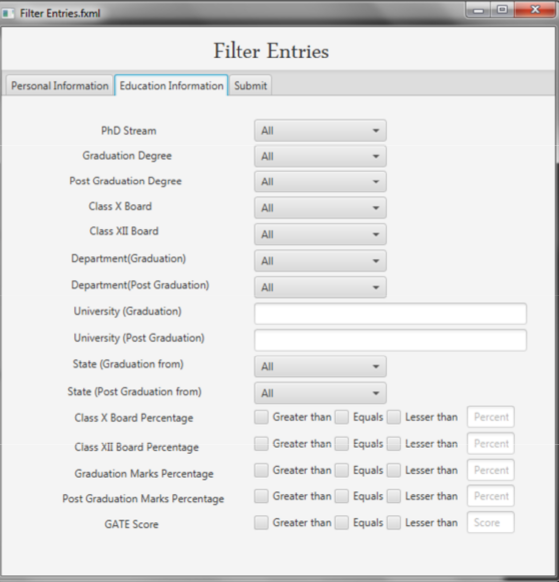 Filter Entries.fxml
Filter Entries
Personal Information Education Information Submit
PhD Stream All
Graduation Degree All
Post Graduation Degree All
Class X Board All
Class XII Board All
Department(Graduation) All
Department(Post Graduation) All
University (Graduation)
University (Post Graduation)
State (Graduation from) All
State (Post Graduation from) All
Class X Board Percentage Greater than Equals Lesser than Percent
Class XII Board Percentage Greater than Equals Lesser than Percent
Graduation Marks Percentage Greater than Equals Lesser than Percent
Post Graduation Marks Percentage Greater than Equals Lesser than Percent
GATE Score Greater than Equals Lesser than Score